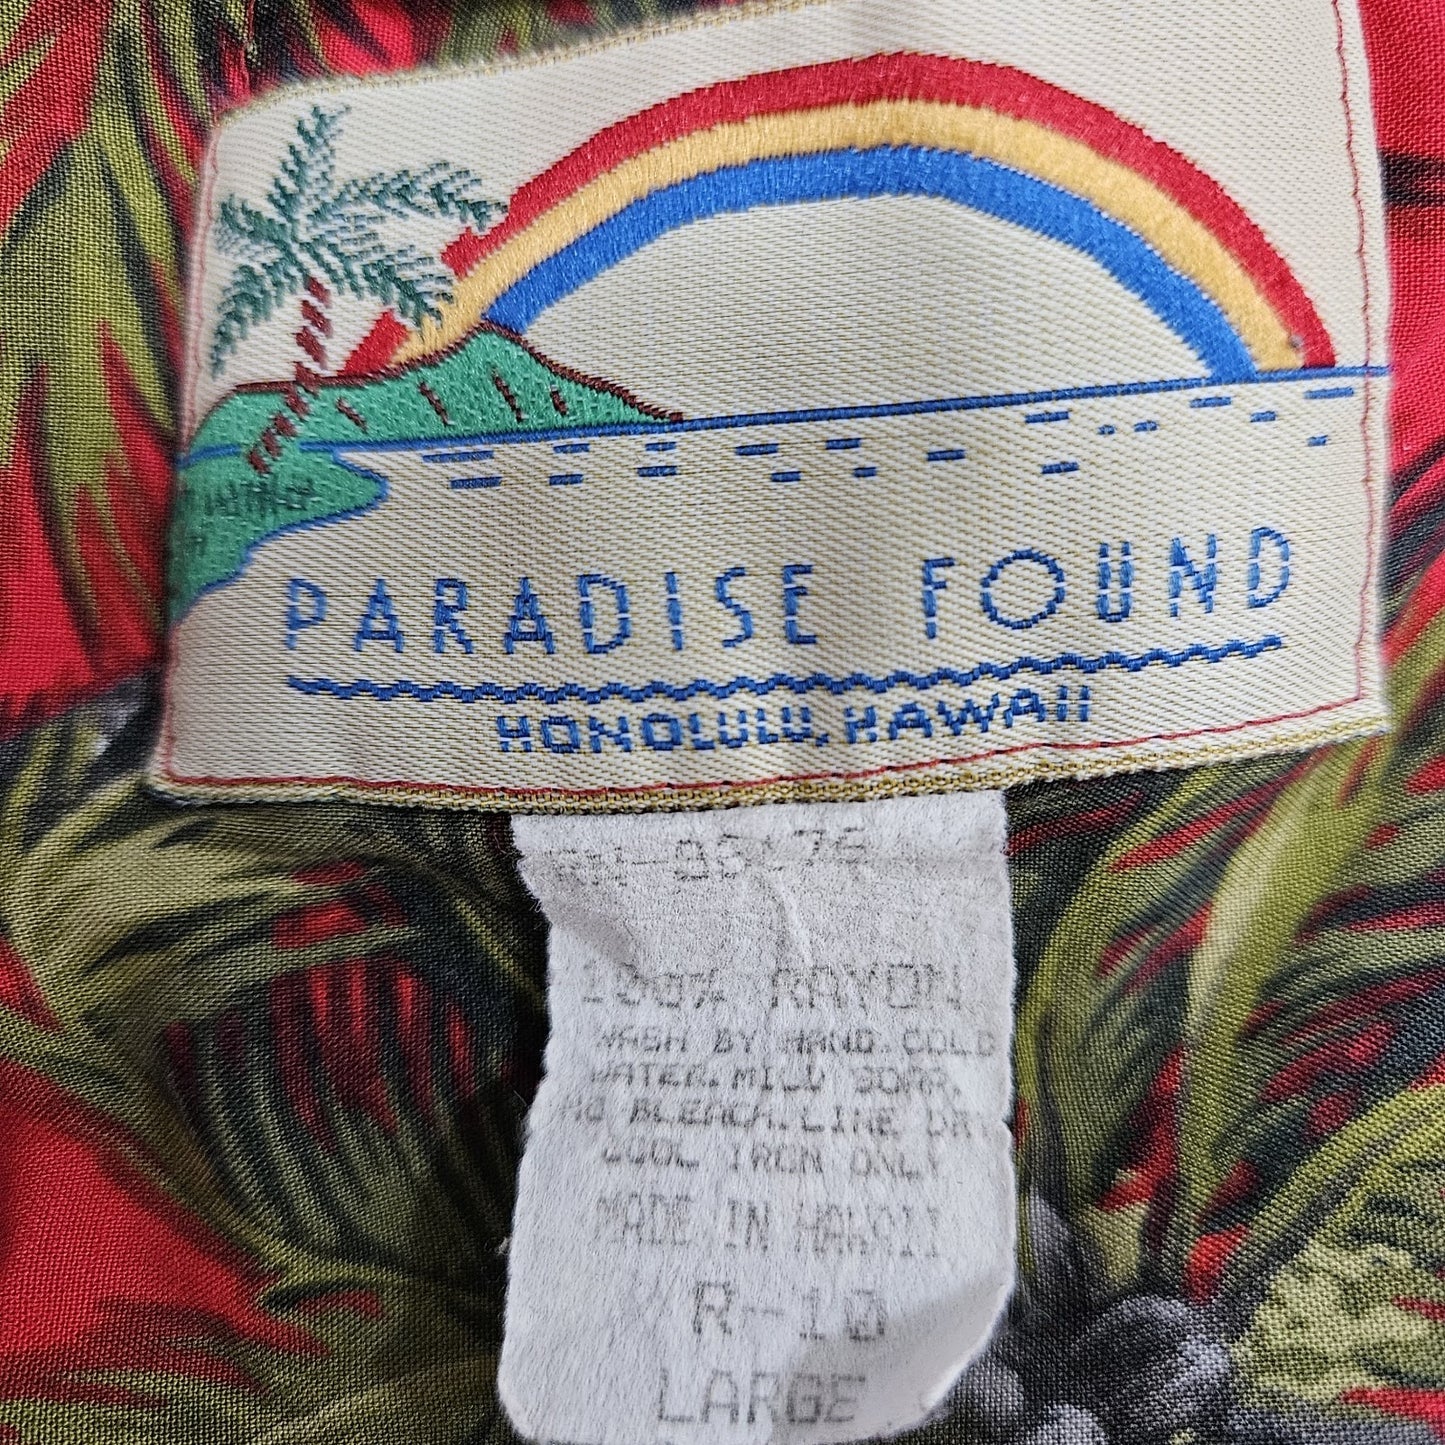 PARADISE FOUND
HONOLULU, HAWAII
100% RAYON
WASH BY HAND. COLD
WATER. MILD SOAP.
NO BLEACH. LINE DRY
COOL IRON ONLY
MADE IN HAWAII
R-10
LARGE